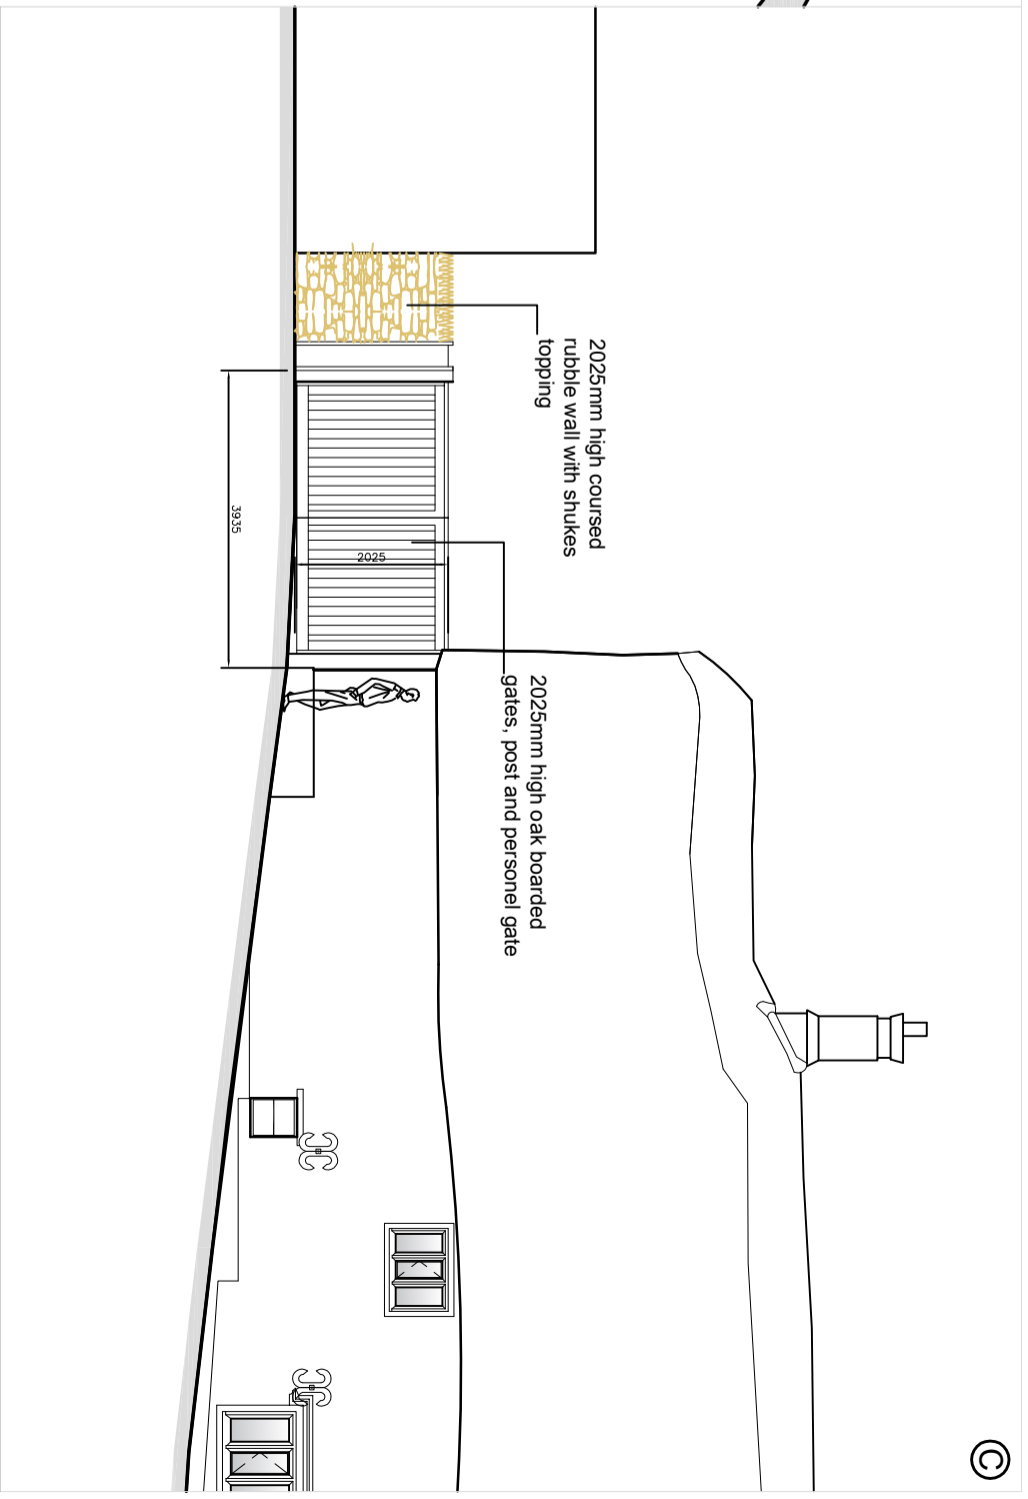 2025mm high coursed
rubble wall with shukes
topping
2025mm high oak boarded
gates, post and personel gate
2025
3935
©